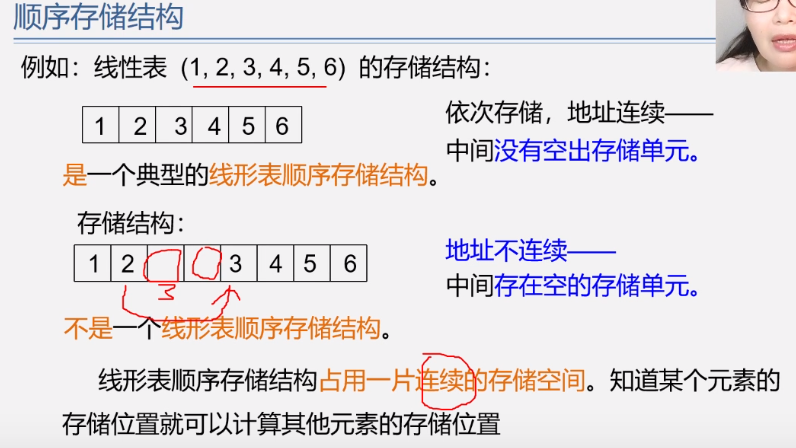 顺序存储结构
例如：线性表 (1, 2, 3, 4, 5, 6) 的存储结构：
1 2 3 4 5 6
依次存储，地址连续——
中间没有空出存储单元。
是一个典型的线形表顺序存储结构。
存储结构：
1 2 3 4 5 6
3
地址不连续——
中间存在空的存储单元。
不是一个线形表顺序存储结构。
线形表顺序存储结构占用一片连续的存储空间。知道某个元素的
存储位置就可以计算其他元素的存储位置